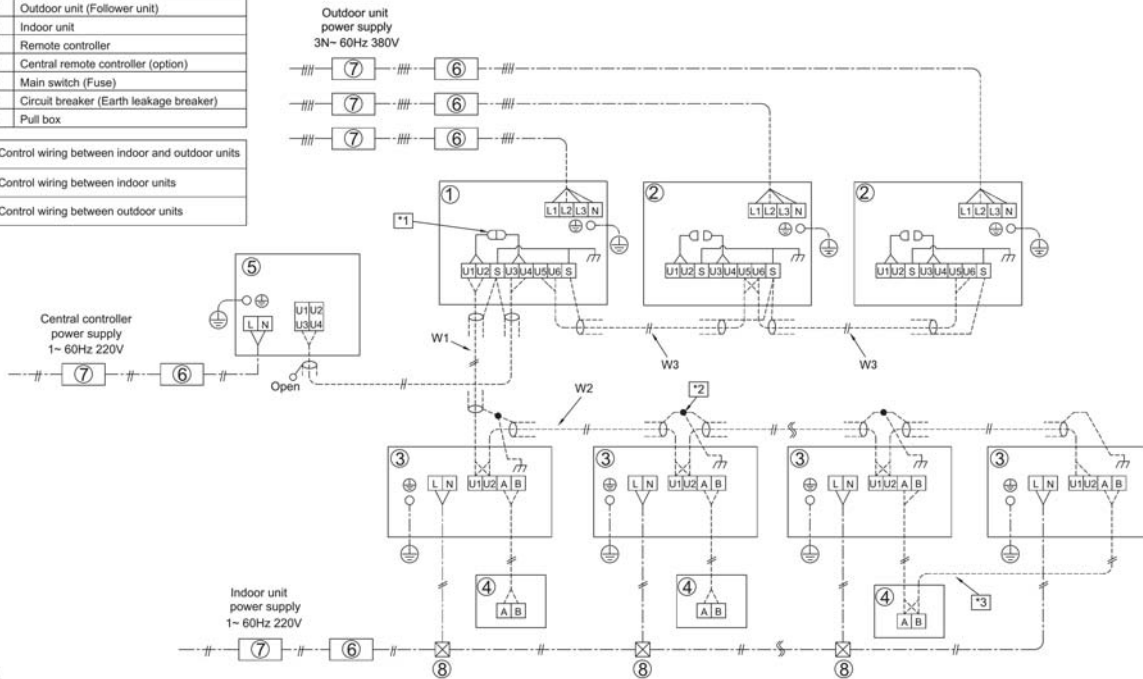 Outdoor unit (Follower unit)
Indoor unit
Remote controller
Central remote controller (option)
Main switch (Fuse)
Circuit breaker (Earth leakage breaker)
Pull box
Control wiring between indoor and outdoor units
Control wiring between indoor units
Control wiring between outdoor units
Outdoor unit
power supply
3N~ 60Hz 380V
⑦ ⑥
⑦ ⑥
⑦ ⑥
① L1 L2 L3 N
② L1 L2 L3 N
② L1 L2 L3 N
*1
U1 U2 S U3 U4 U5 U6 S
U1 U2 S U3 U4 U5 U6 S
U1 U2 S U3 U4 U5 U6 S
⑤
L N
U1 U2
U3 U4
Open
Central controller
power supply
1~ 60Hz 220V
⑦ ⑥
W1
W3
W3
W2
*2
③ L N U1 U2 A B
③ L N U1 U2 A B
③ L N U1 U2 A B
③ L N U1 U2 A B
④ A B
④ A B
④ A B
*3
Indoor unit
power supply
1~ 60Hz 220V
⑦ ⑥
⑧ ⑧ ⑧